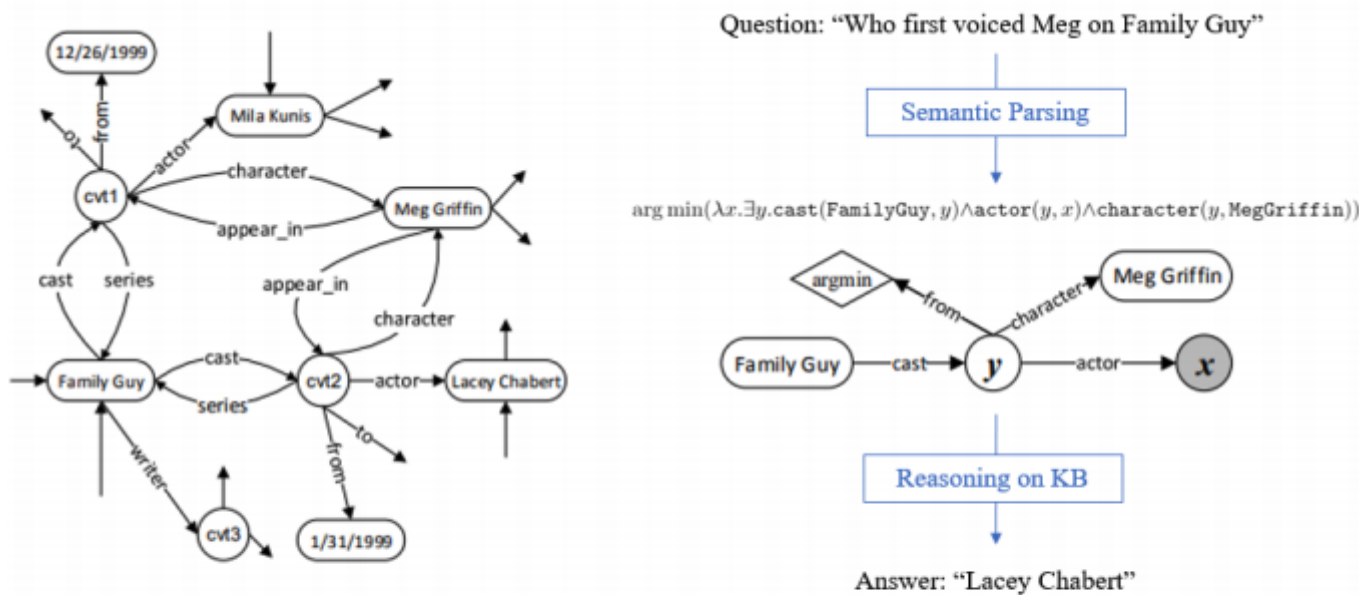 12/26/1999
Mila Kunis
to
from
actor
cvt1
character
Meg Griffin
appear_in
cast
series
appear_in
character
Family Guy
cast
cvt2
actor
Lacey Chabert
series
to
from
writer
cvt3
1/31/1999
Question: “Who first voiced Meg on Family Guy”
Semantic Parsing
arg min(λx.∃y.cast(FamilyGuy, y)∧actor(y, x)∧character(y, MegGriffin))
argmin
from
character
Meg Griffin
Family Guy
cast
y
actor
x
Reasoning on KB
Answer: “Lacey Chabert”